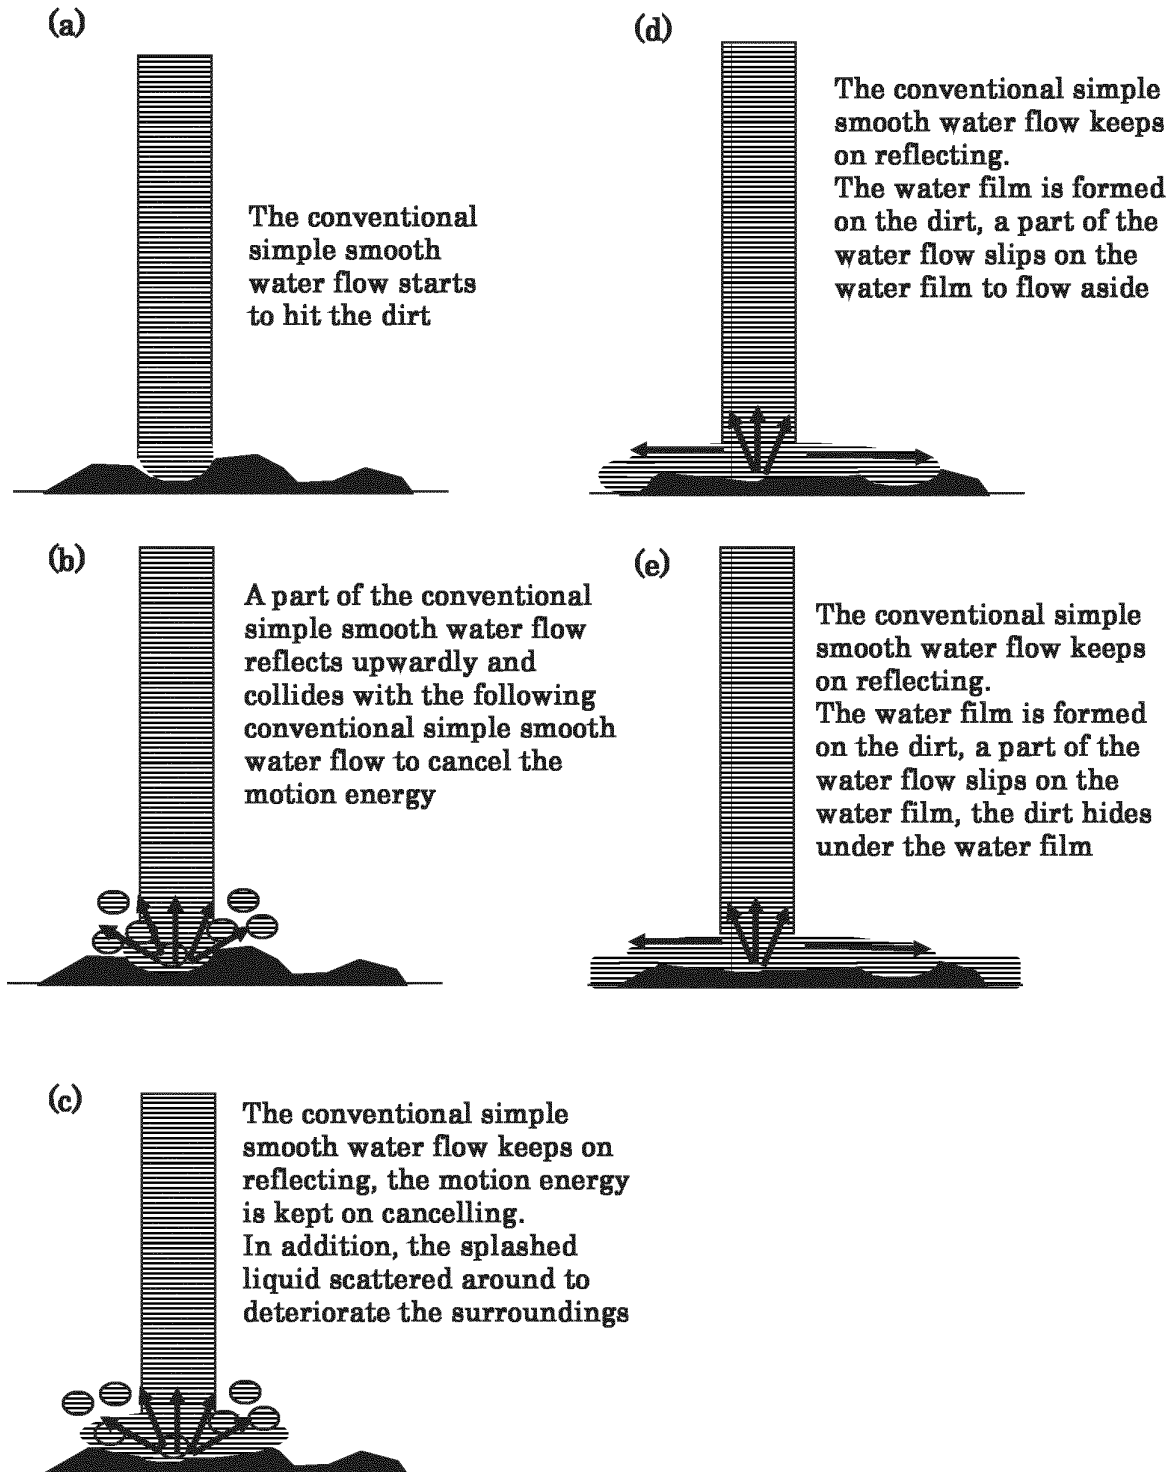 (a)
The conventional
simple smooth
water flow starts
to hit the dirt
(b)
A part of the conventional
simple smooth water flow
reflects upwardly and
collides with the following
conventional simple smooth
water flow to cancel the
motion energy
(c)
The conventional simple
smooth water flow keeps on
reflecting, the motion energy
is kept on cancelling.
In addition, the splashed
liquid scattered around to
deteriorate the surroundings
(d)
The conventional simple
smooth water flow keeps
on reflecting.
The water film is formed
on the dirt, a part of the
water flow slips on the
water film to flow aside
(e)
The conventional simple
smooth water flow keeps
on reflecting.
The water film is formed
on the dirt, a part of the
water flow slips on the
water film, the dirt hides
under the water film